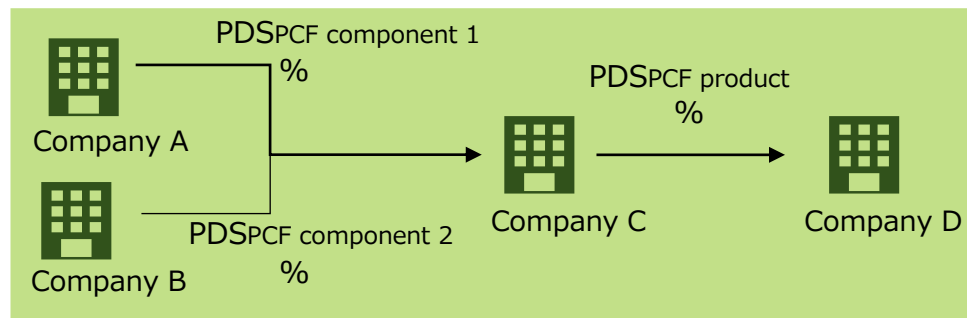 PDSPCF component 1
%
Company A
PDSPCF product
%
Company B
PDSPCF component 2
%
Company C
Company D